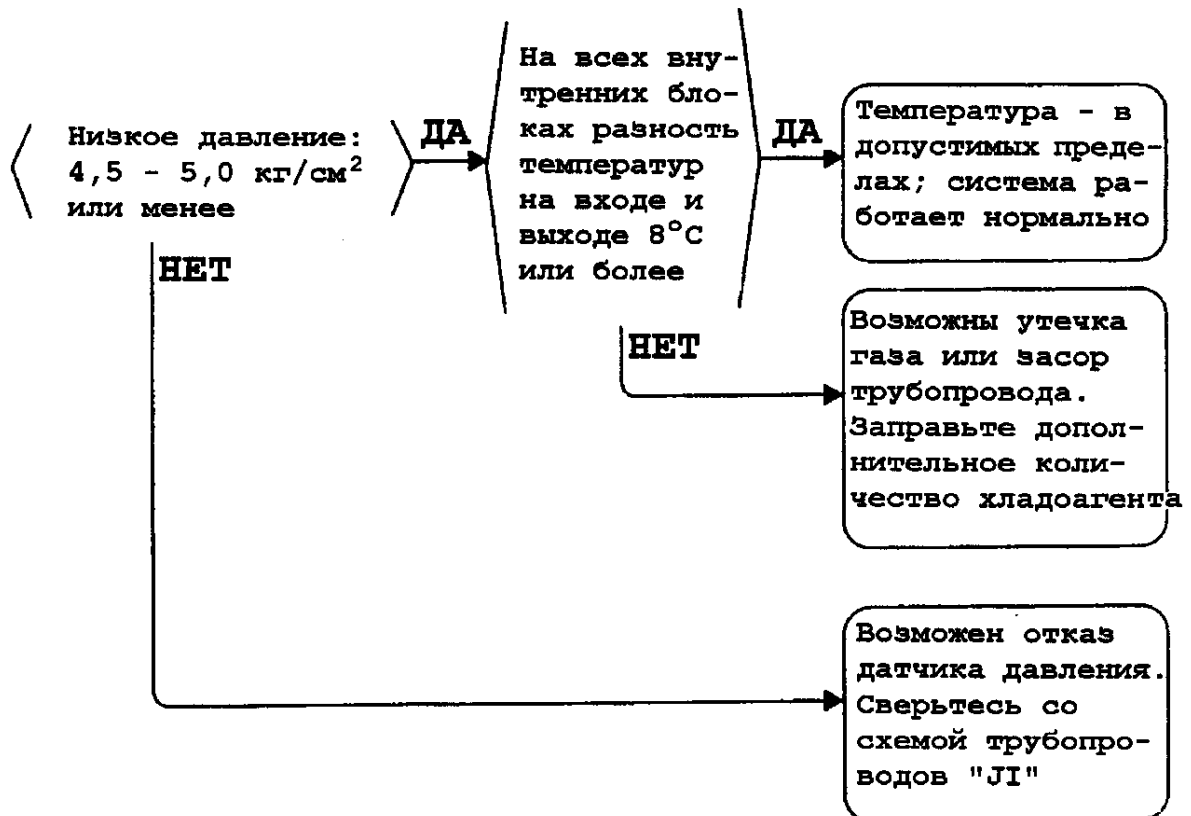 Низкое давление:
4,5 - 5,0 кг/см²
или менее
ДА
НЕТ
На всех вну-
тренних бло-
ках разность
температур
на входе и
выходе 8°C
или более
ДА
НЕТ
Температура - в
допустимых преде-
лах; система ра-
ботает нормально
Возможны утечка
газа или засор
трубопровода.
Заправьте допол-
нительное коли-
чество хладоагента
Возможен отказ
датчика давления.
Сверьтесь со
схемой трубопро-
водов "JI"